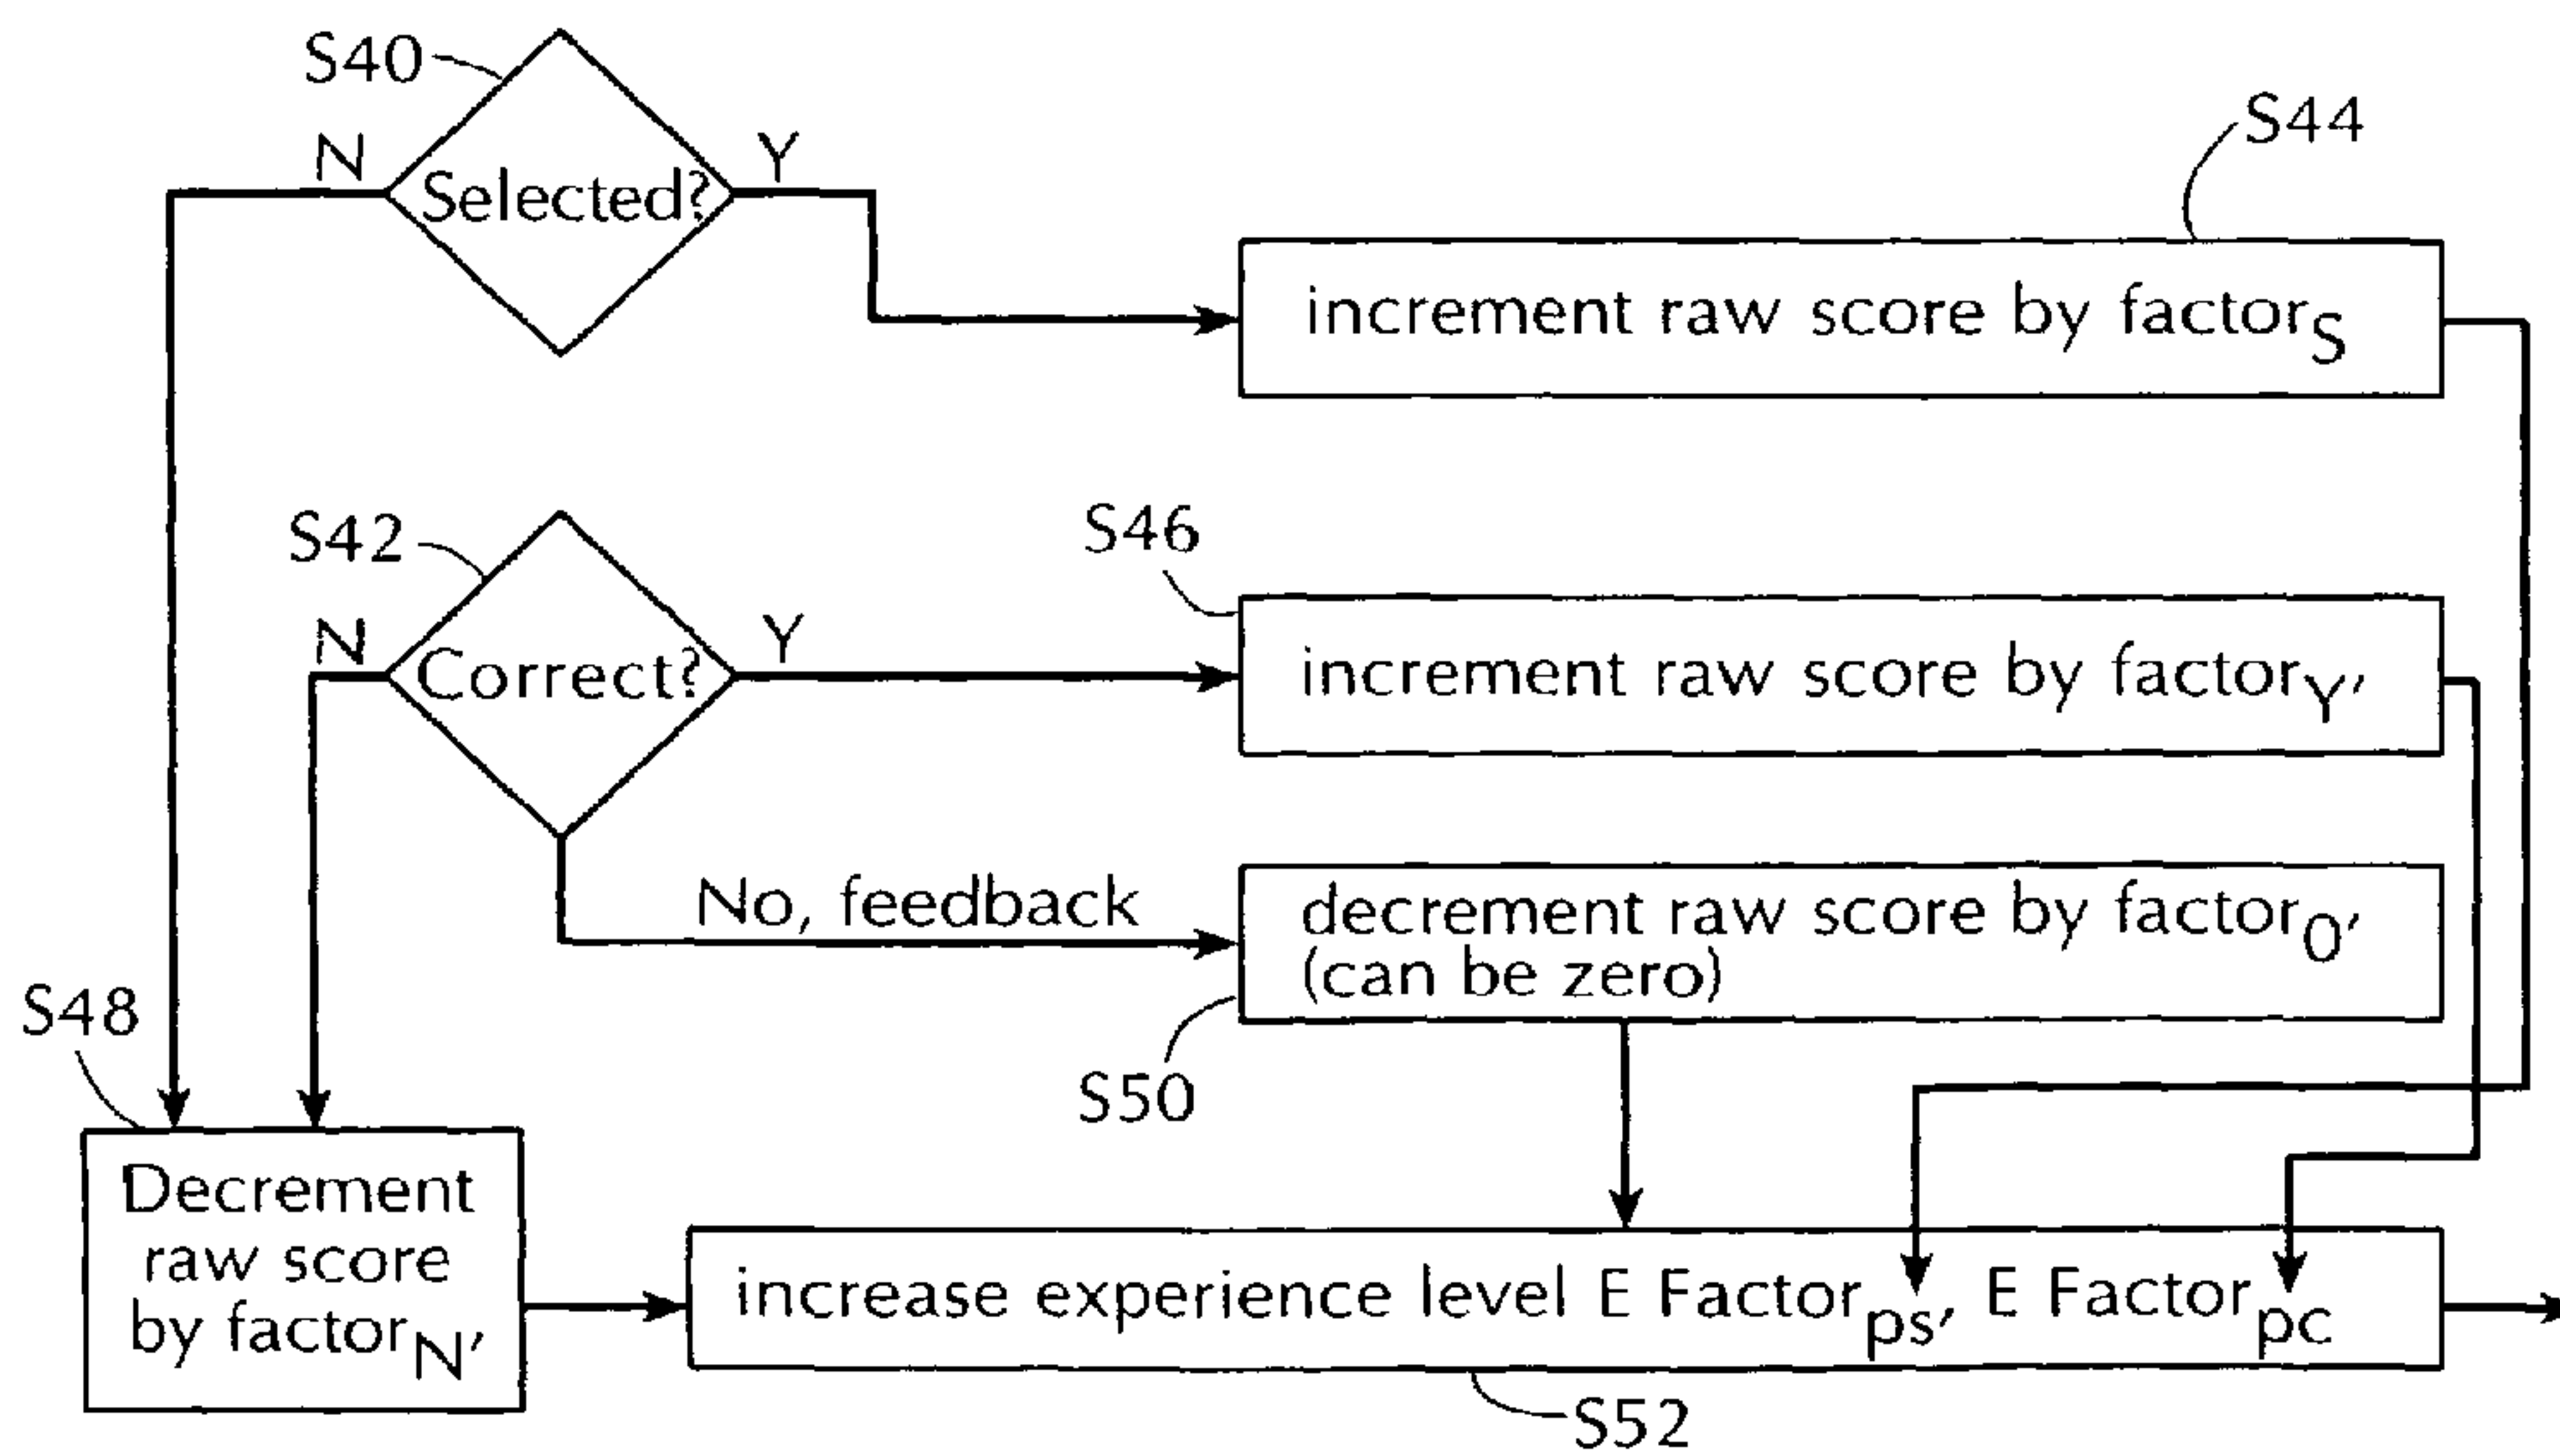 S40
N
Selected?
Y
S44
increment raw score by factorS
S42
N
Correct?
Y
S46
increment raw score by factorY'
No, feedback
decrement raw score by factor0'
(can be zero)
S50
S48
Decrement
raw score
by factorN'
increase experience level E Factorps, E Factorpc
S52